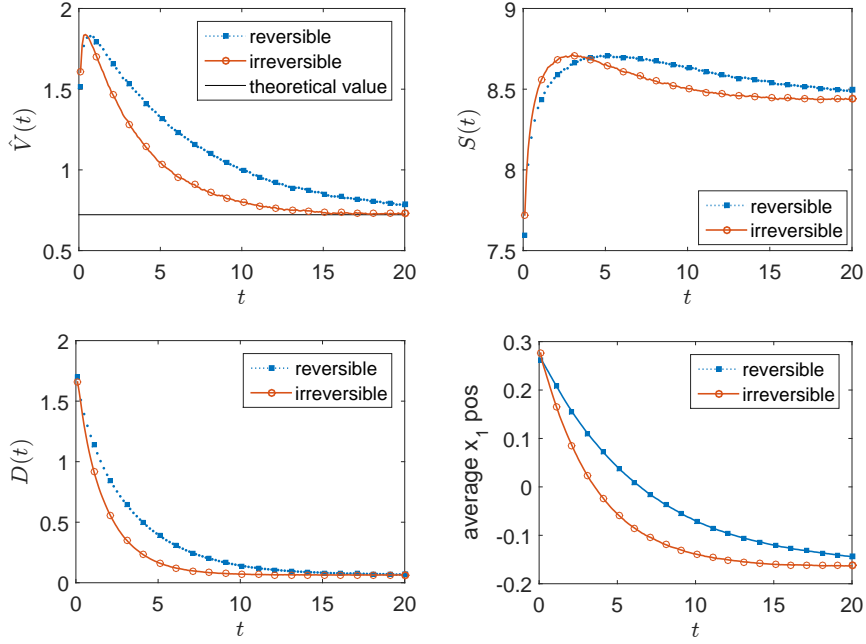 2
1.5
1
0.5
0 5 10 15 20
V̂(t)
t
reversible
irreversible
theoretical value
9
8.5
8
7.5
0 5 10 15 20
S(t)
t
reversible
irreversible
2
1.5
1
0.5
0
0 5 10 15 20
D(t)
t
reversible
irreversible
0.3
0.2
0.1
0
-0.1
-0.2
0 5 10 15 20
average x_1 pos
t
reversible
irreversible